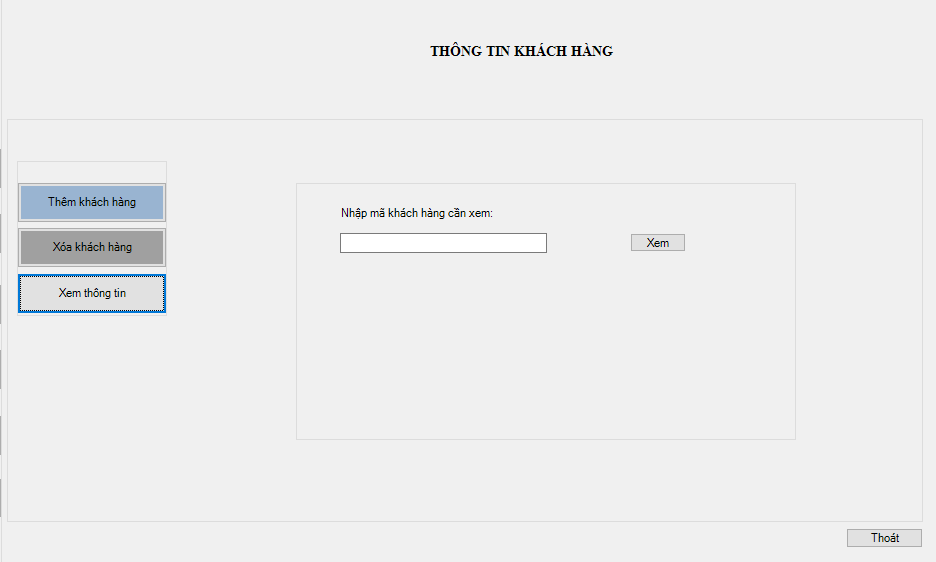 THÔNG TIN KHÁCH HÀNG
Thêm khách hàng
Xóa khách hàng
Xem thông tin
Nhập mã khách hàng cần xem:
Xem
Thoát